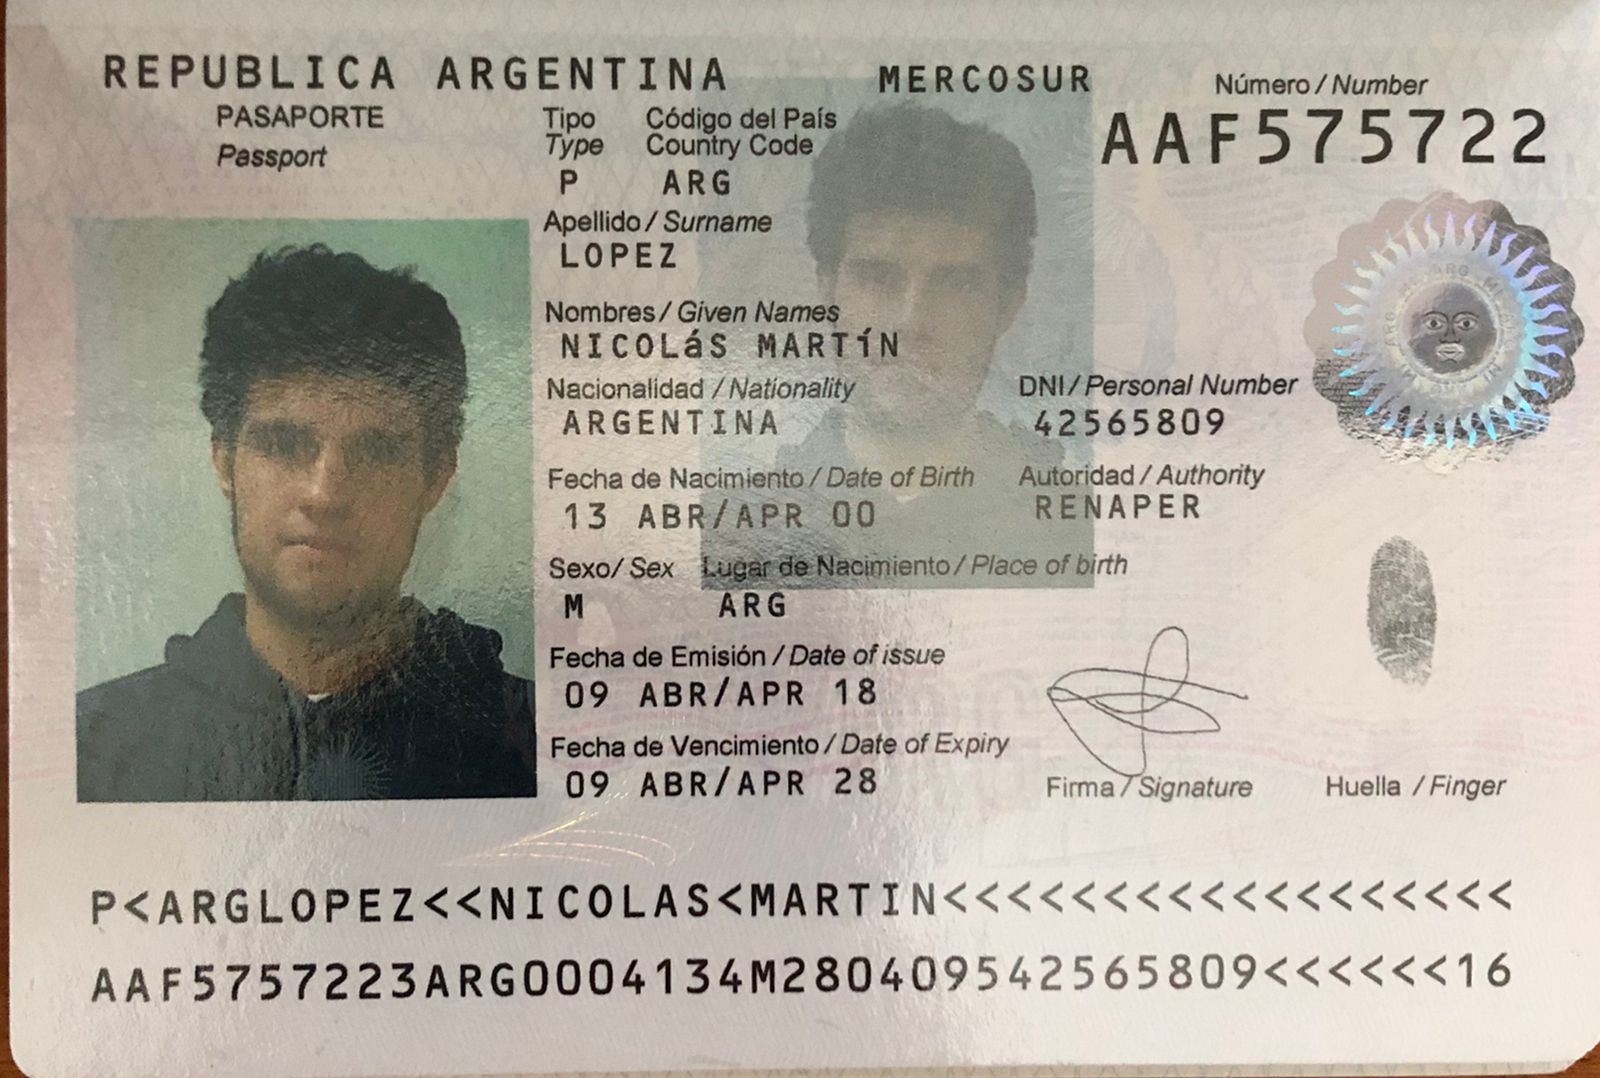 REPUBLICA ARGENTINA MERCOSUR Número / Number
PASAPORTE Tipo Código del País AAF575722
Passport Type Country Code
P ARG
Apellido / Surname
LOPEZ
Nombres / Given Names
NICOLáS MARTíN
Nacionalidad / Nationality DNI / Personal Number
ARGENTINA 42565809
Fecha de Nacimiento / Date of Birth Autoridad / Authority
13 ABR/APR 00 RENAPER
Sexo / Sex Lugar de Nacimiento / Place of birth
M ARG
Fecha de Emisión / Date of issue
09 ABR/APR 18
Fecha de Vencimiento / Date of Expiry
09 ABR/APR 28
Firma / Signature Huella / Finger
P<ARGLOPEZ<<NICOLAS<MARTIN<<<<<<<<<<<<<<<<<<
AAF5757223ARG0004134M280409542565809<<<<<<16